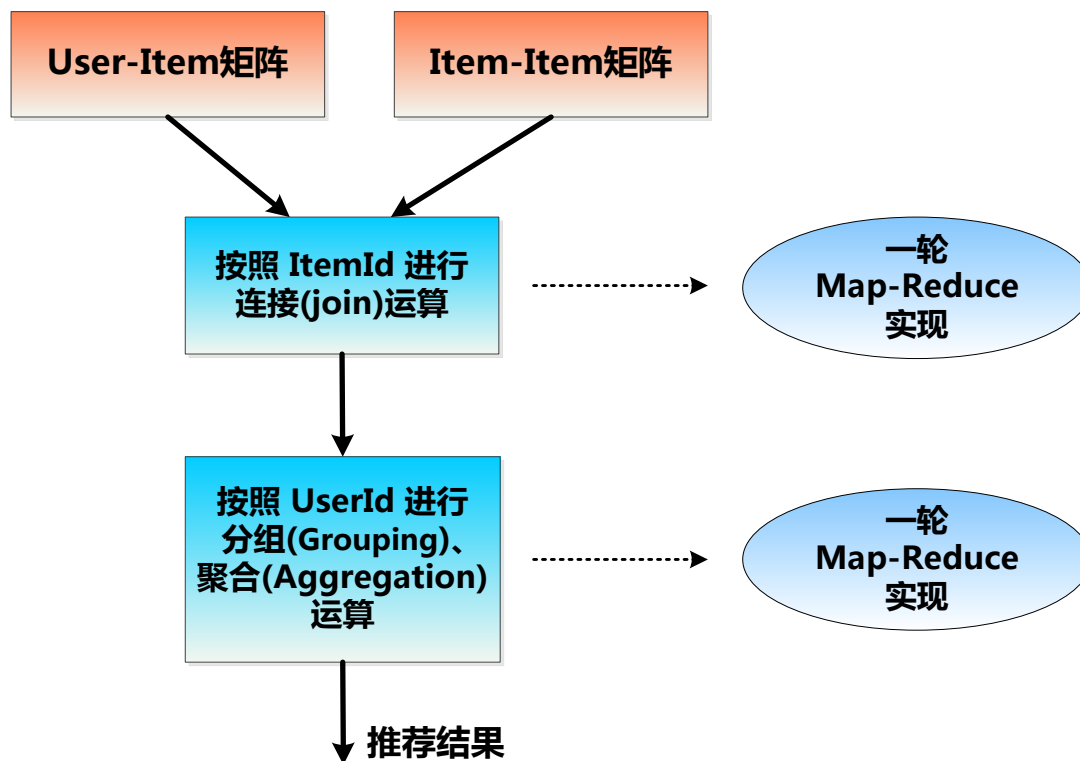 User-Item矩阵
Item-Item矩阵
按照 ItemId 进行
连接(join)运算
一轮
Map-Reduce
实现
按照 UserId 进行
分组(Grouping)、
聚合(Aggregation)
运算
一轮
Map-Reduce
实现
推荐结果